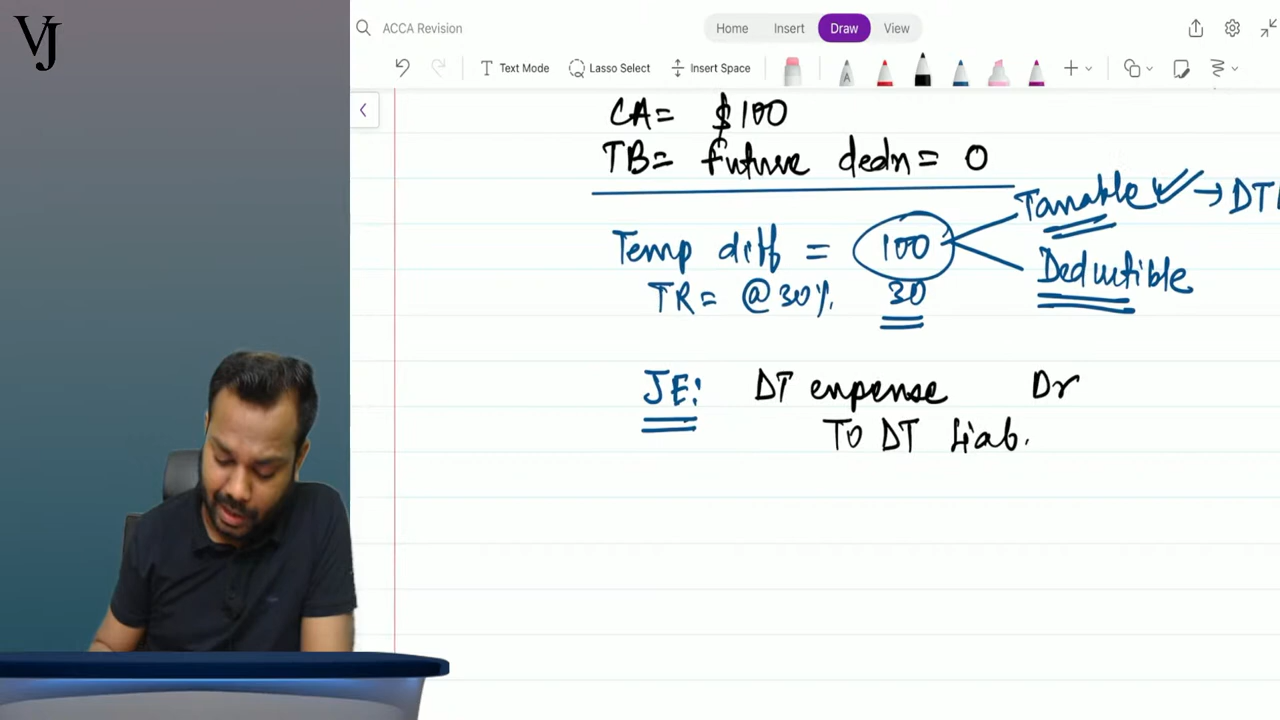 VJ
ACCA Revision
Home Insert Draw View
Text Mode Lasso Select Insert Space
CA= $100
TB= future dedn= 0
Taxable → DT
Temp diff = 100
Deductible
TR= @30% 30
JE: DT expense Dr
To DT Liab.